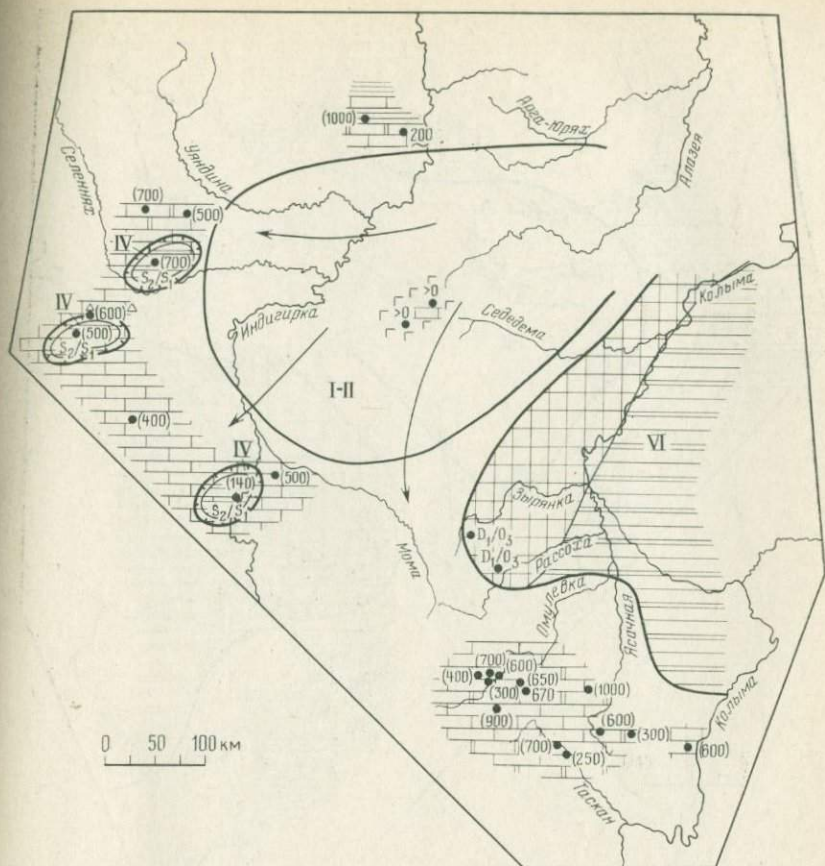 (1000)
200
Арга-Юрях
Алазея
Уяндина
Селеннях
(700)
(500)
IV
(700)
S₂/S₁
IV
(600)
(500)
S₂/S₁
>0
>0
Седедема
Колыма
Индигирка
I-II
(400)
VI
IV
(140)
(500)
S₂/S₁
Зырянка
D₁/O₃
D₁/O₃
Рассоха
Мома
Омулевка
Ясачная
(700)
(600)
(400)
(650)
(300)
670
(1000)
(900)
(600)
(300)
(700)
(250)
(600)
Колыма
Таскан
0 50 100 км